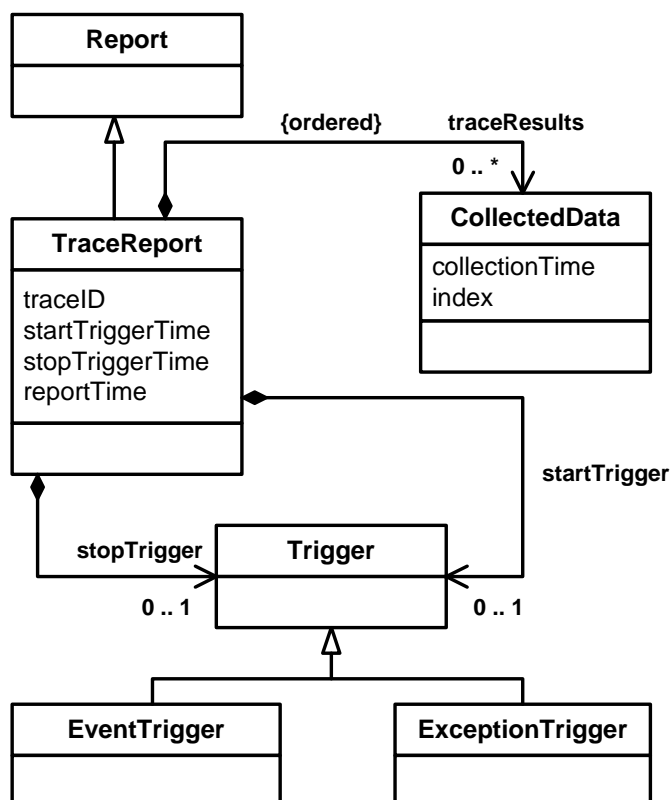 Report
{ordered} traceResults
0 .. *
TraceReport
CollectedData
traceID
startTriggerTime
stopTriggerTime
reportTime
collectionTime
index
startTrigger
stopTrigger
Trigger
0 .. 1
0 .. 1
EventTrigger
ExceptionTrigger